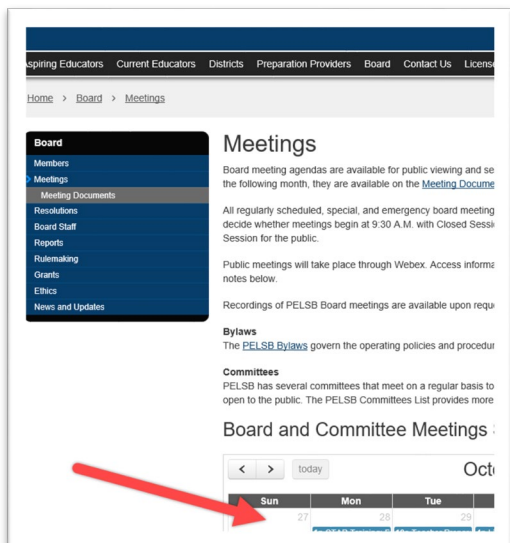 Aspiring Educators Current Educators Districts Preparation Providers Board Contact Us
Home > Board > Meetings
Board
Members
Meetings
Meeting Documents
Resolutions
Board Staff
Reports
Rulemaking
Grants
Ethics
News and Updates
Meetings
Board meeting agendas are available for public viewing and
the following month, they are available on the Meeting
All regularly scheduled, special, and emergency board meeting
decide whether meetings begin at 9:30 A.M. with Closed
Session for the public.
Public meetings will take place through Webex. Access
notes below.
Recordings of PELSB Board meetings are available upon
Bylaws
The PELSB Bylaws govern the operating policies and
Committees
PELSB has several committees that meet on a regular basis to
open to the public. The PELSB Committees List provides more
Board and Committee Meetings
< > today
Sun Mon Tue
27 28 29